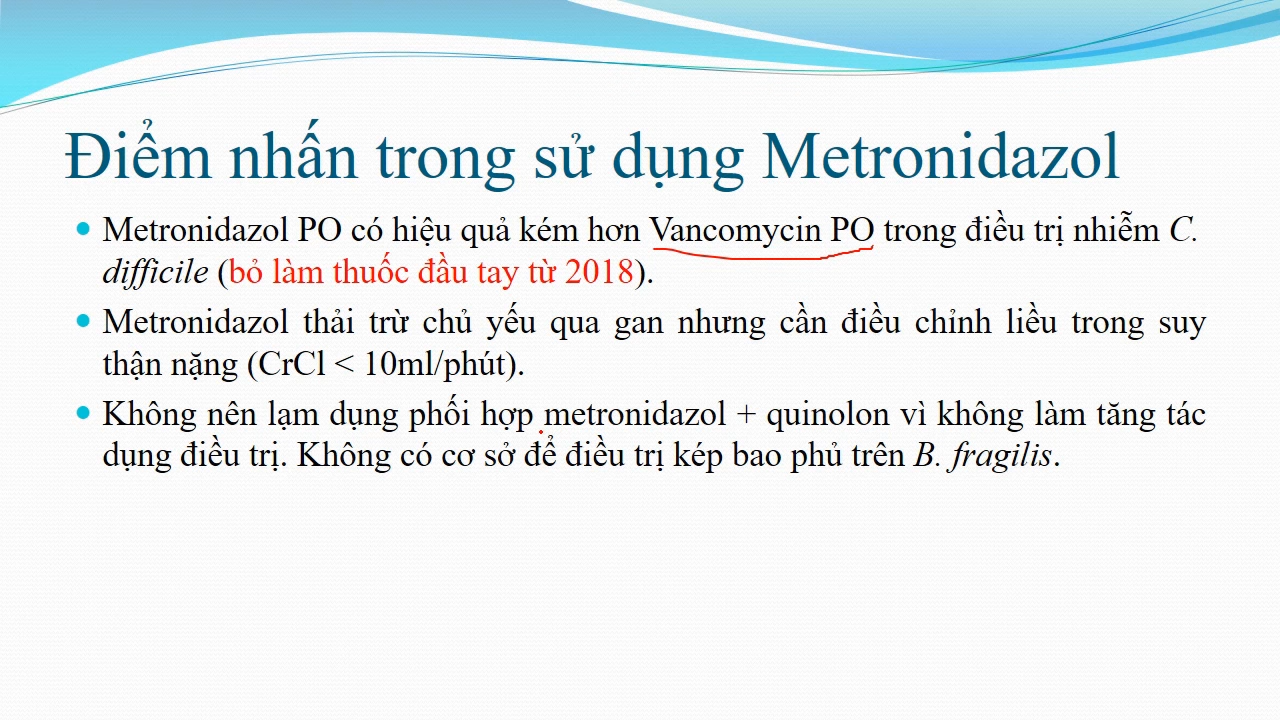 Điểm nhấn trong sử dụng Metronidazol
Metronidazol PO có hiệu quả kém hơn Vancomycin PO trong điều trị nhiễm C.
difficile (bỏ làm thuốc đầu tay từ 2018).
Metronidazol thải trừ chủ yếu qua gan nhưng cần điều chỉnh liều trong suy
thận nặng (CrCl < 10ml/phút).
Không nên lạm dụng phối hợp metronidazol + quinolon vì không làm tăng tác
dụng điều trị. Không có cơ sở để điều trị kép bao phủ trên B. fragilis.